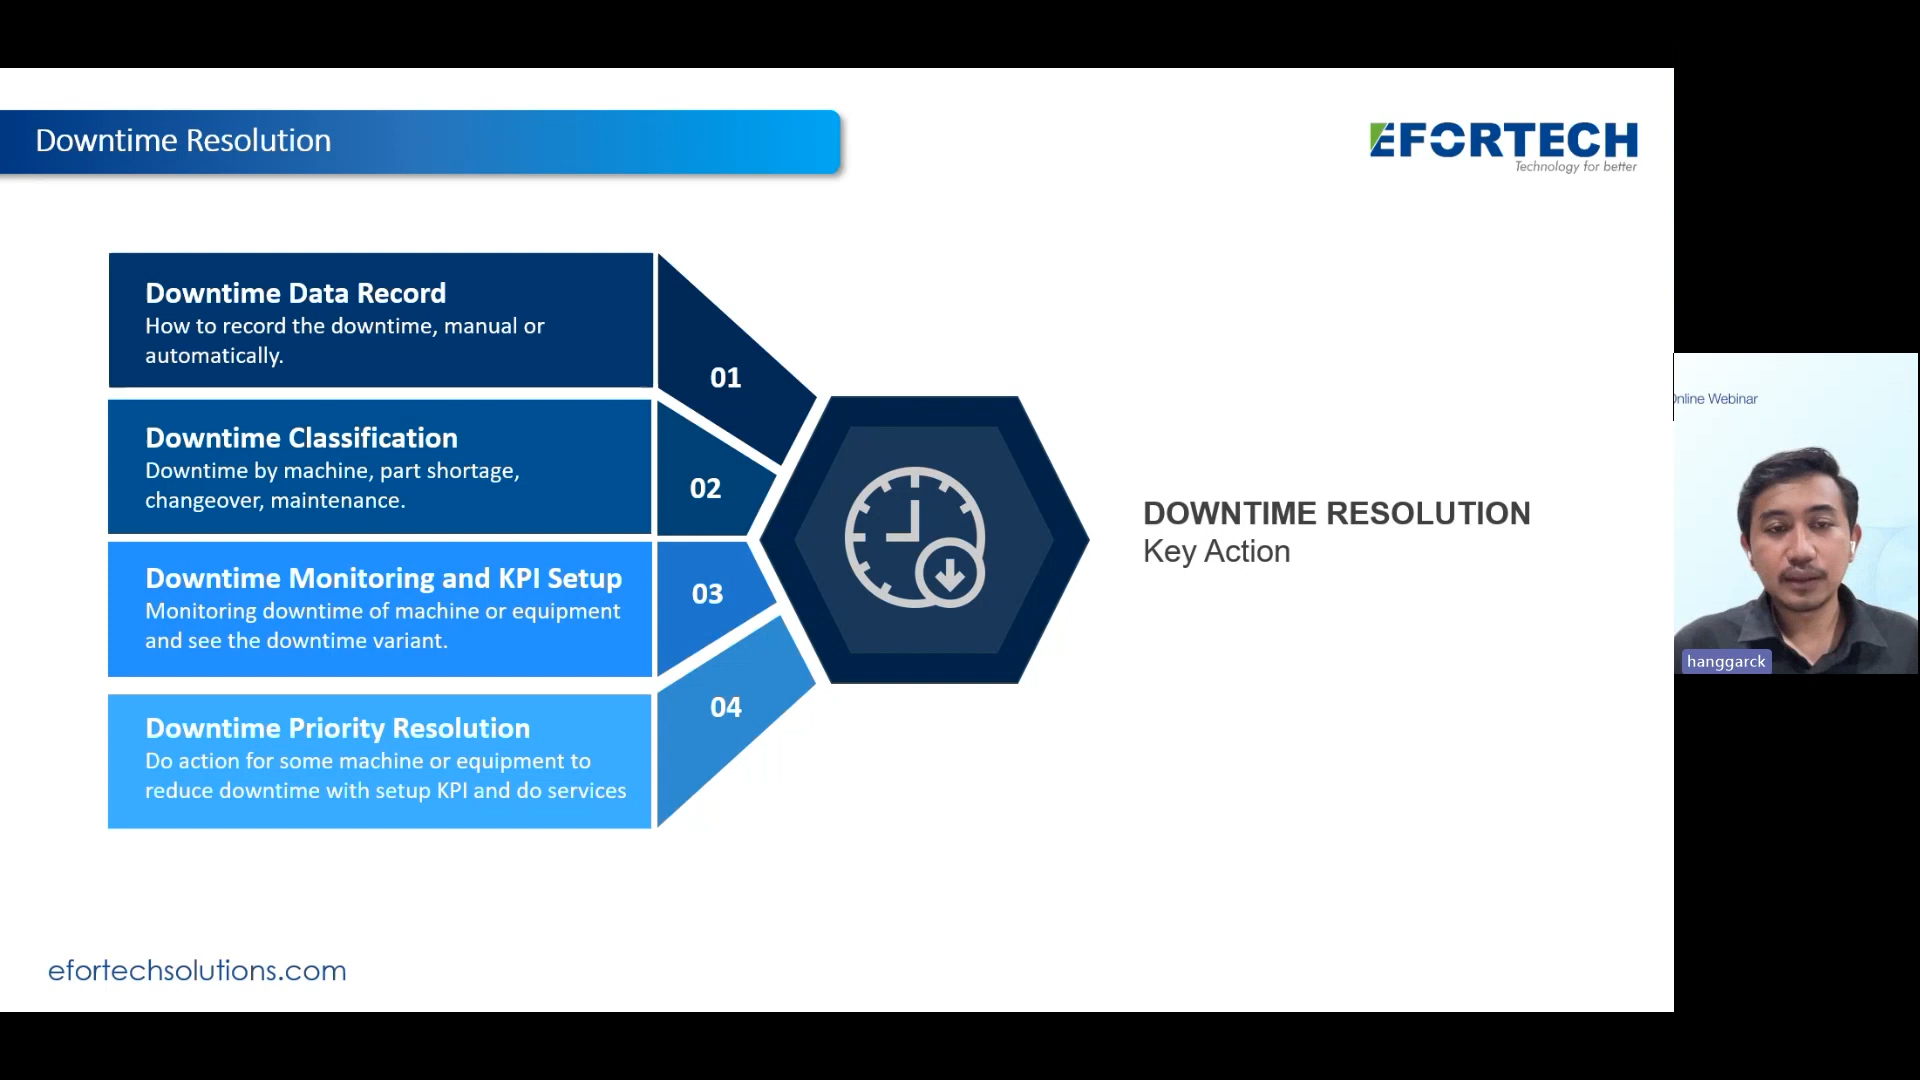 Downtime Resolution
EFORTECH
Technology for better
Downtime Data Record
How to record the downtime, manual or
automatically.
01
Downtime Classification
Downtime by machine, part shortage,
changeover, maintenance.
02
Downtime Monitoring and KPI Setup
Monitoring downtime of machine or equipment
and see the downtime variant.
03
Downtime Priority Resolution
Do action for some machine or equipment to
reduce downtime with setup KPI and do services
04
DOWNTIME RESOLUTION
Key Action
Online Webinar
hanggarck
efortechsolutions.com